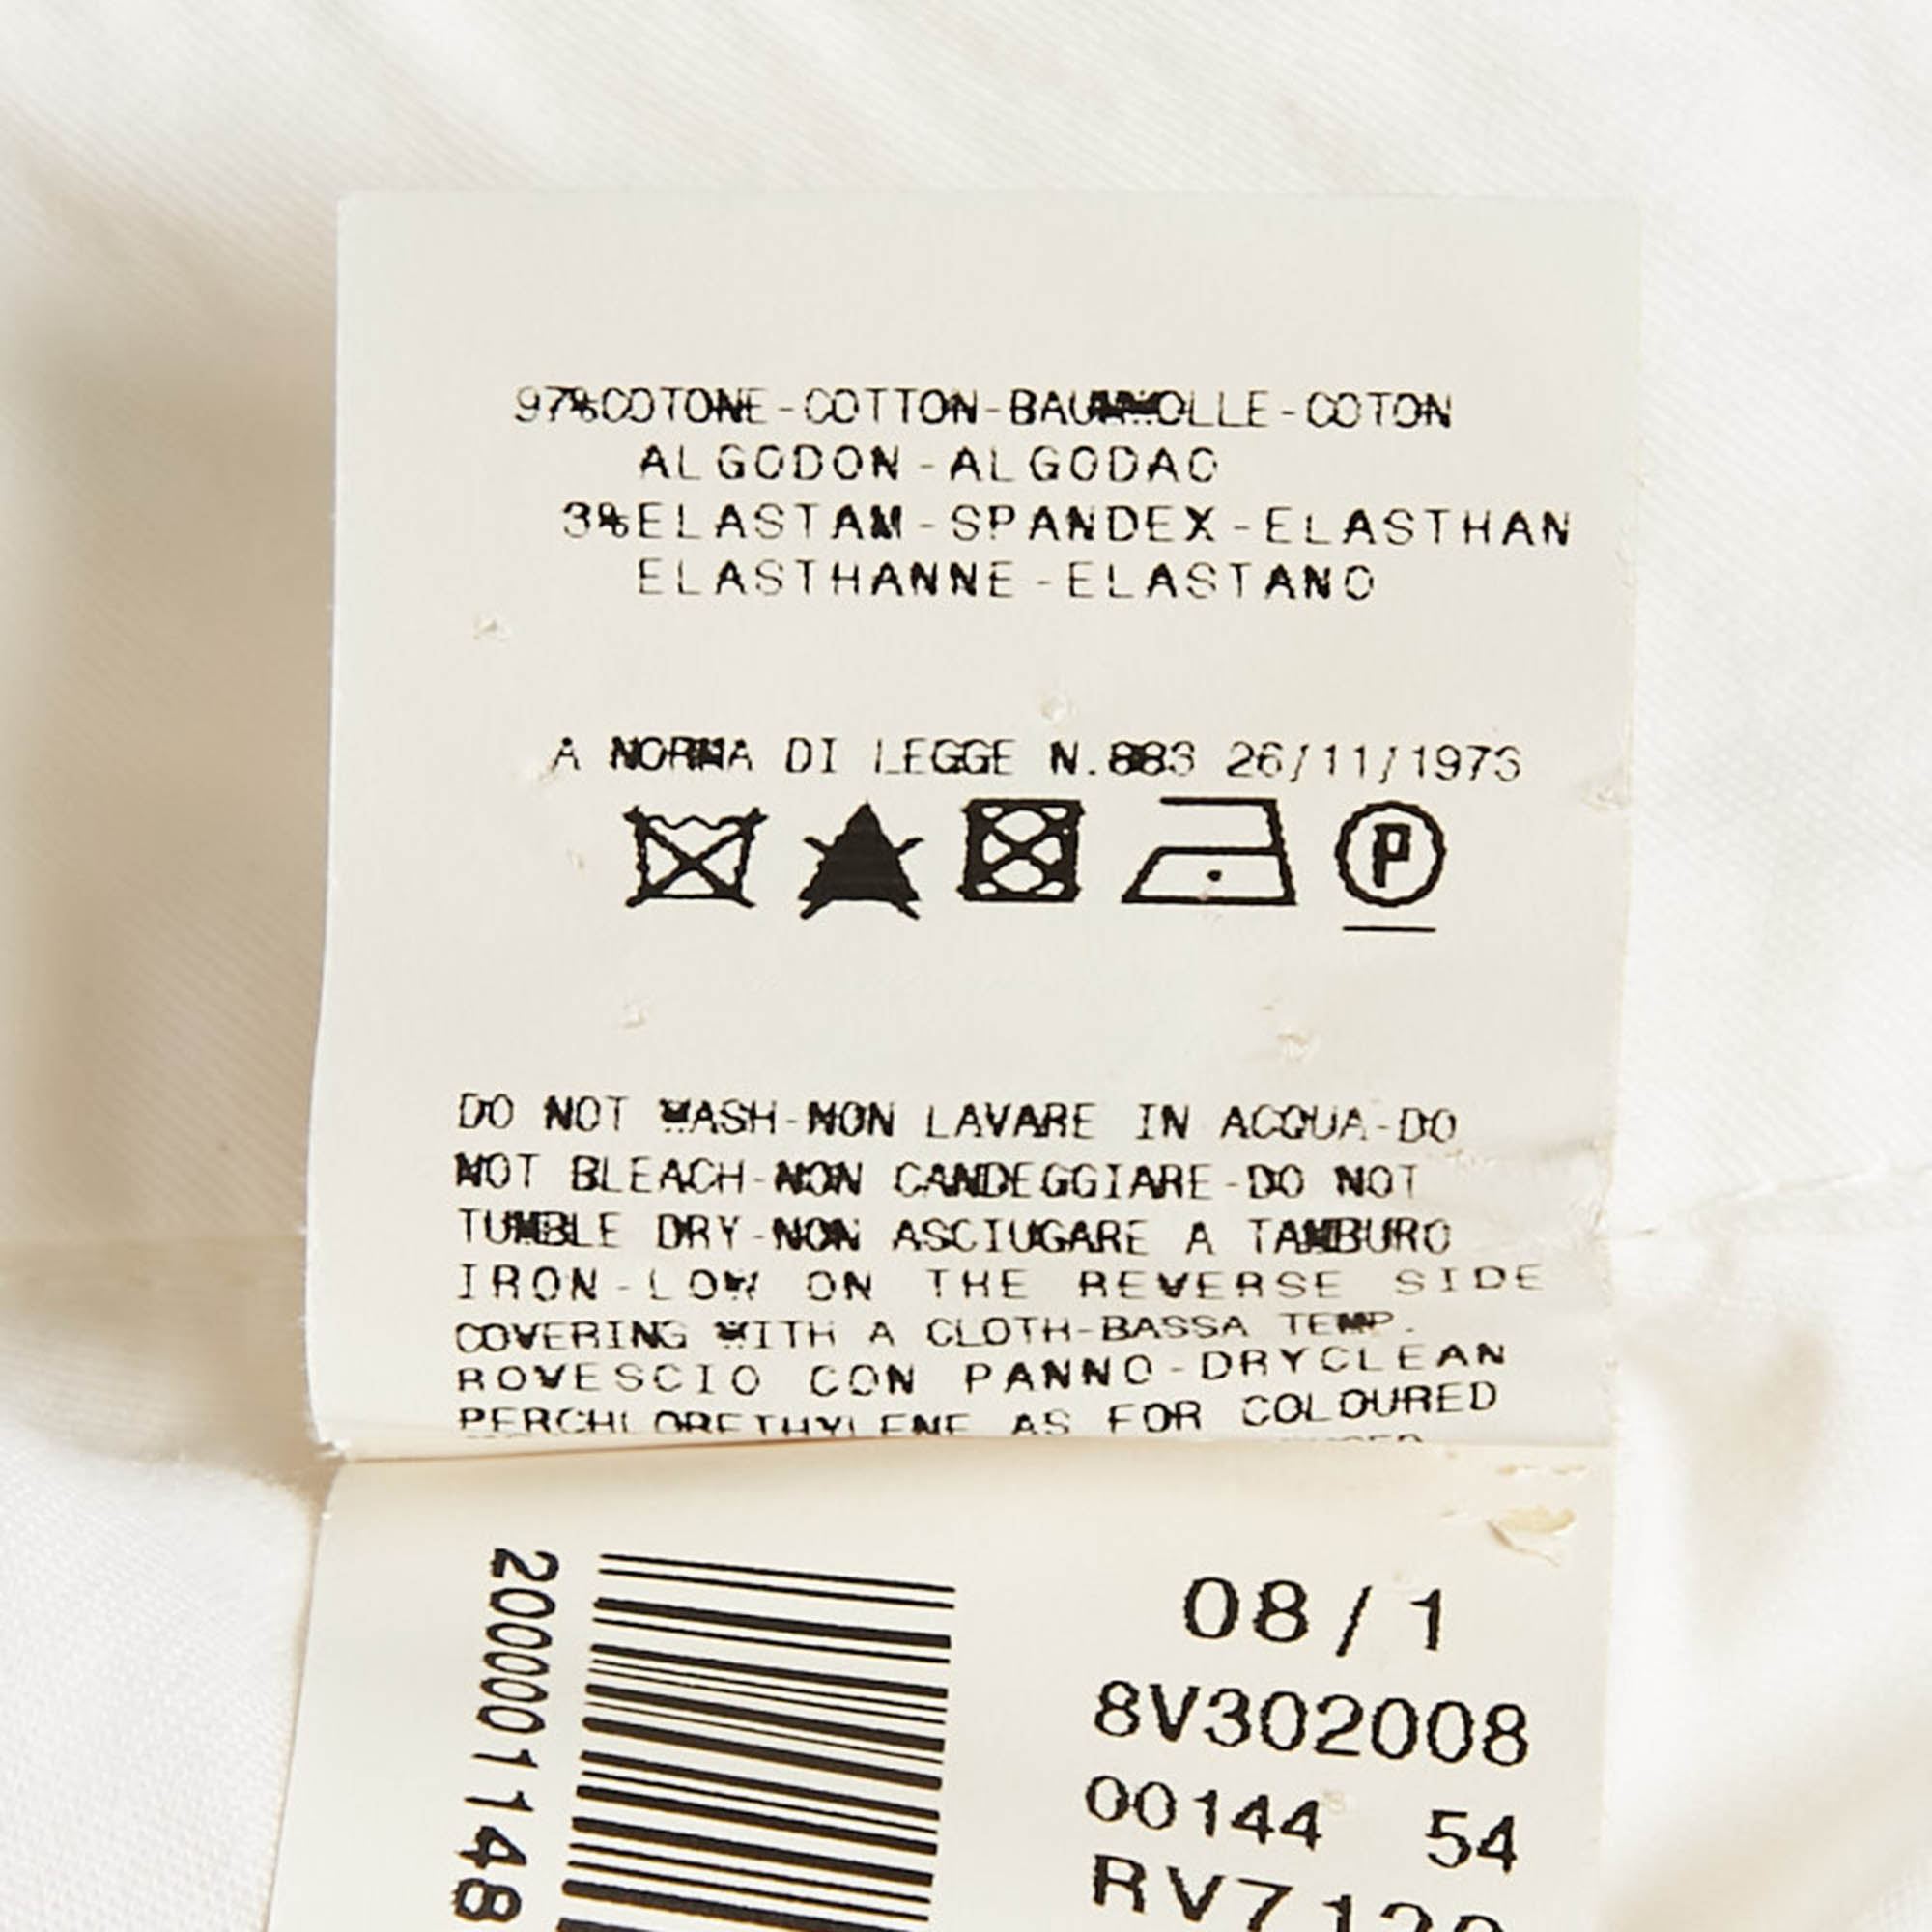 97%COTONE-COTTON-BAUMWOLLE-COTON
ALGODON-ALGODAO
3%ELASTAM-SPANDEX-ELASTHAN
ELASTHANNE-ELASTANO
A NORMA DI LEGGE N.883 26/11/1973
P
DO NOT WASH-NON LAVARE IN ACQUA-DO
NOT BLEACH-NON CANDEGGIARE-DO NOT
TUMBLE DRY-NON ASCIUGARE A TAMBURO
IRON-LOW ON THE REVERSE SIDE
COVERING WITH A CLOTH-BASSA TEMP.
ROVESCIO CON PANNO-DRYCLEAN
PERCHLORETHYLENE AS FOR COLOURED
2000001148
08/1
8V302008
00144 54